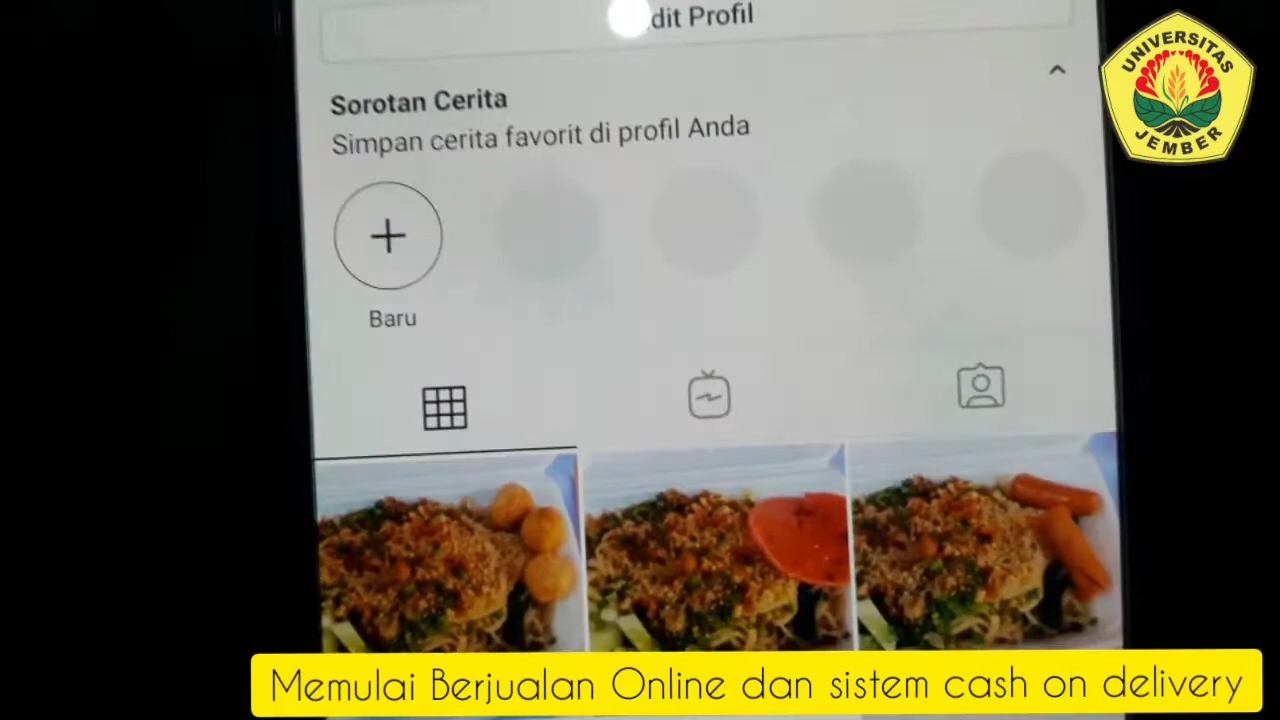 dit Profil
UNIVERSITAS
JEMBER
Sorotan Cerita
Simpan cerita favorit di profil Anda
Baru
Memulai Berjualan Online dan sistem cash on delivery